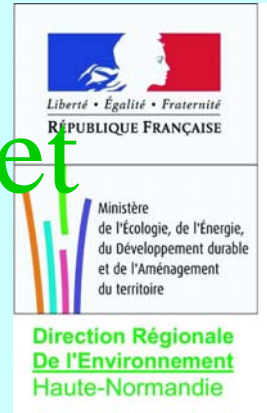 Liberté • Égalité • Fraternité
RÉPUBLIQUE FRANÇAISE
et
Ministère
de l'Écologie, de l'Énergie,
du Développement durable
et de l'Aménagement
du territoire
Direction Régionale
De l'Environnement
Haute-Normandie